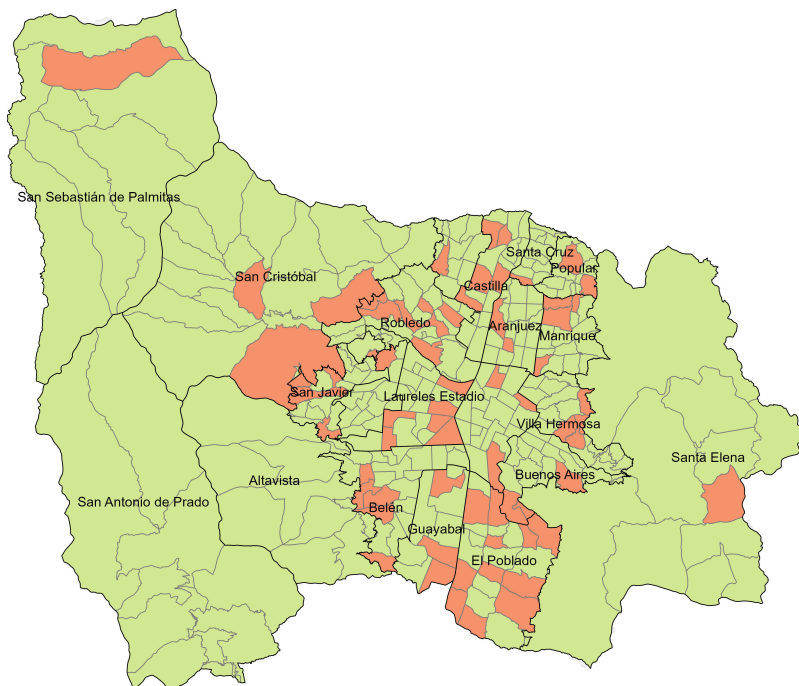 San Sebastián de Palmitas
Santa Cruz
Popular
San Cristóbal
Castilla
Robledo
Aranjuez
Manrique
San Javier
Laureles Estadio
Villa Hermosa
Santa Elena
Buenos Aires
Altavista
San Antonio de Prado
Belén
Guayabal
El Poblado